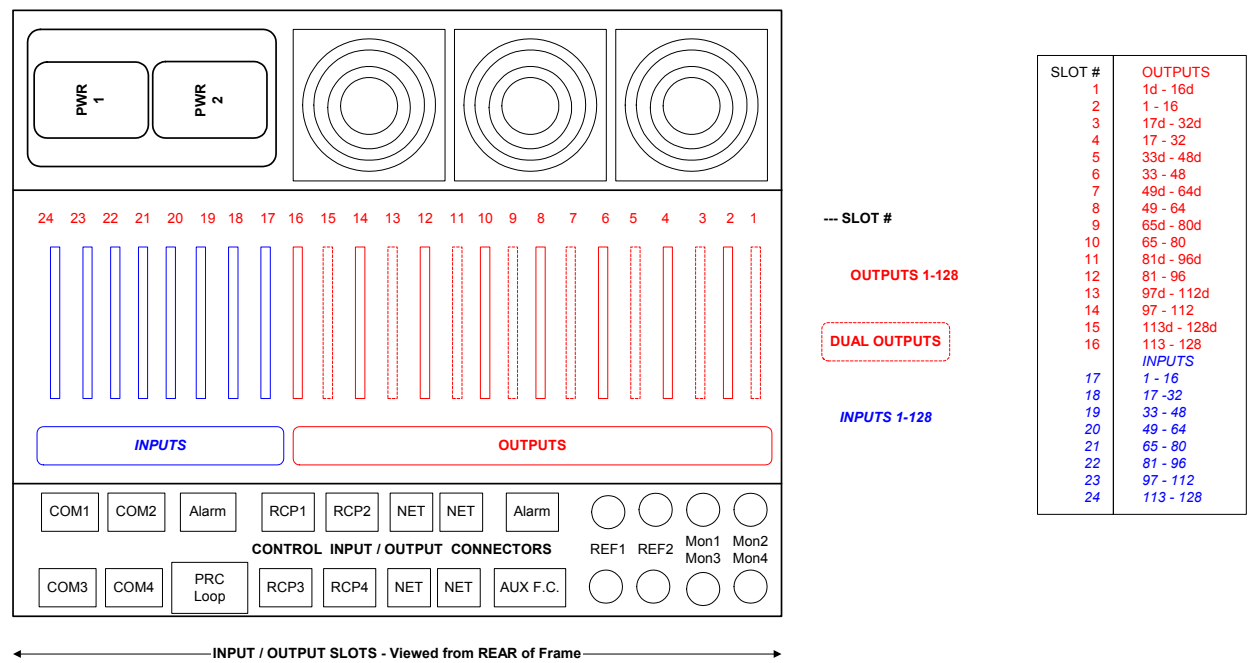 PWR 1
PWR 2
24 23 22 21 20 19 18 17 16 15 14 13 12 11 10 9 8 7 6 5 4 3 2 1
--- SLOT #
OUTPUTS 1-128
DUAL OUTPUTS
INPUTS 1-128
INPUTS
OUTPUTS
COM1 COM2 Alarm RCP1 RCP2 NET NET Alarm
CONTROL INPUT / OUTPUT CONNECTORS
REF1 REF2 Mon1 Mon2
Mon3 Mon4
COM3 COM4 PRC Loop RCP3 RCP4 NET NET AUX F.C.
INPUT / OUTPUT SLOTS - Viewed from REAR of Frame
SLOT # OUTPUTS
1 1d - 16d
2 1 - 16
3 17d - 32d
4 17 - 32
5 33d - 48d
6 33 - 48
7 49d - 64d
8 49 - 64
9 65d - 80d
10 65 - 80
11 81d - 96d
12 81 - 96
13 97d - 112d
14 97 - 112
15 113d - 128d
16 113 - 128
INPUTS
17 1 - 16
18 17 -32
19 33 - 48
20 49 - 64
21 65 - 80
22 81 - 96
23 97 - 112
24 113 - 128